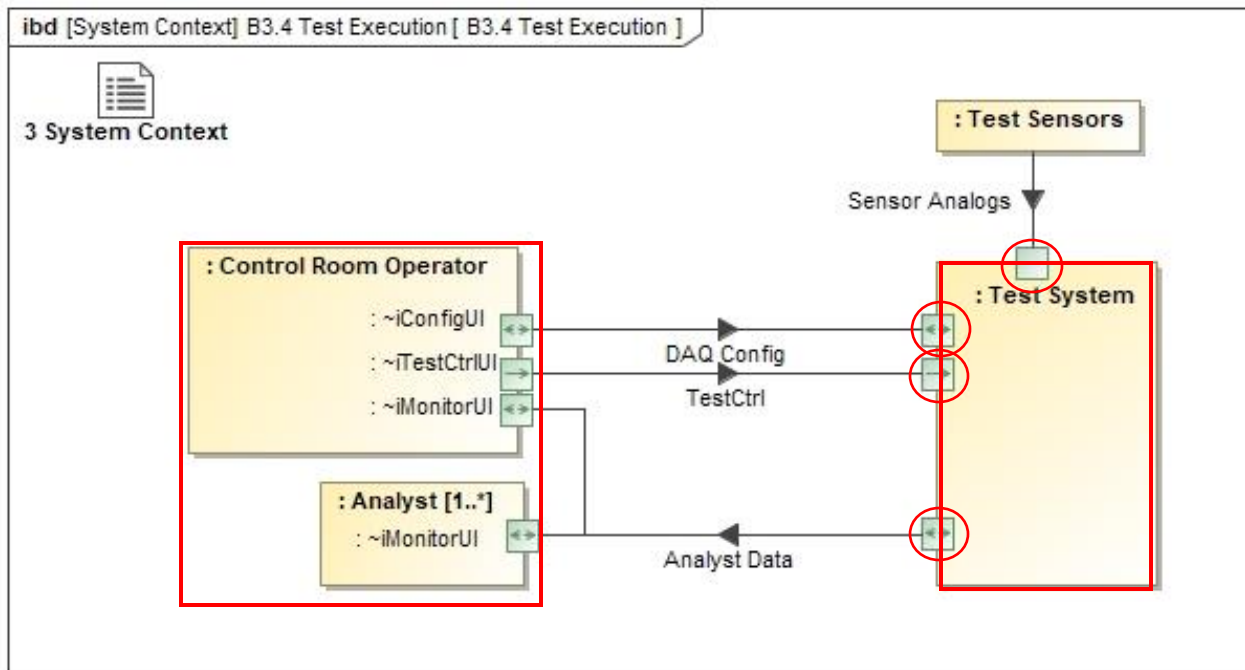 ibd [System Context] B3.4 Test Execution [ B3.4 Test Execution ]
3 System Context
: Test Sensors
Sensor Analogs
: Control Room Operator
: ~iConfigUI
: ~iTestCtrlUI
: ~iMonitorUI
DAQ Config
TestCtrl
: Test System
: Analyst [1..*]
: ~iMonitorUI
Analyst Data